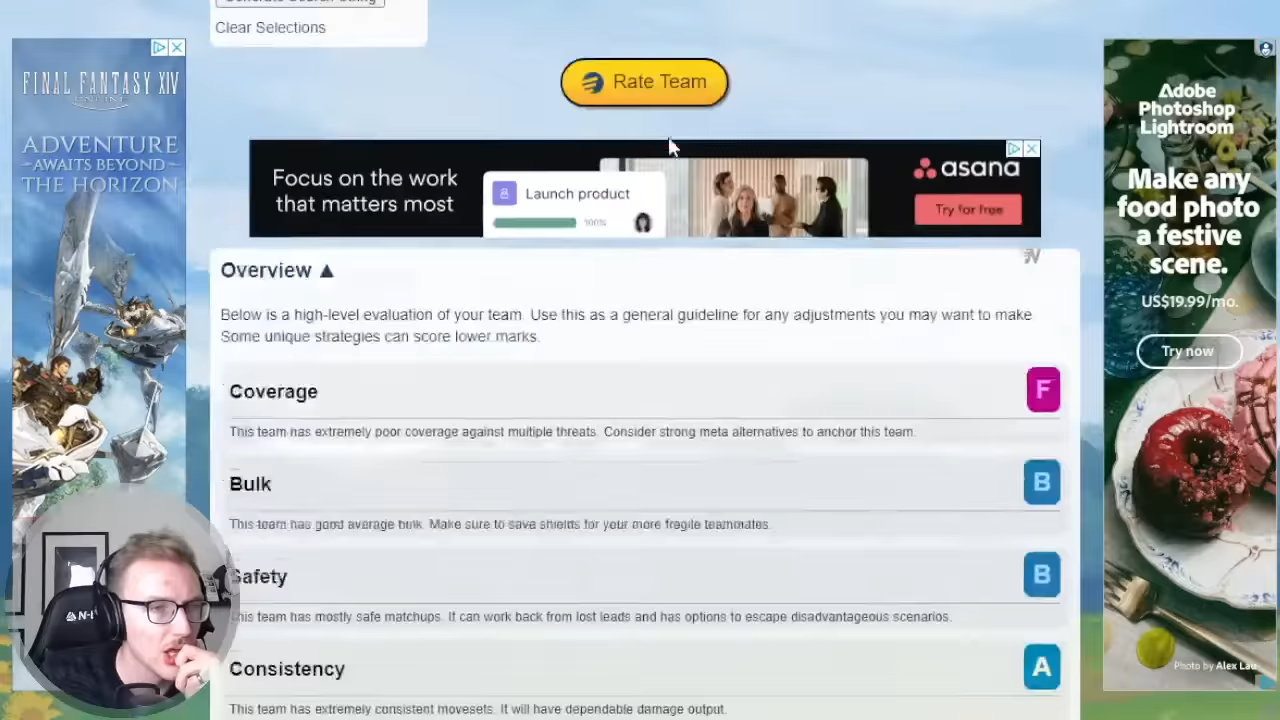 Clear Selections
FINAL FANTASY XIV
ONLINE
ADVENTURE
AWAITS BEYOND
THE HORIZON
Rate Team
Focus on the work
that matters most
Launch product
100%
asana
Try for free
Adobe
Photoshop
Lightroom
Make any
food photo
a festive
scene.
US$19.99/mo.
Try now
Photo by Alex Lau
Overview ▲
Below is a high-level evaluation of your team. Use this as a general guideline for any adjustments you may want to make
Some unique strategies can score lower marks.
Coverage
F
This team has extremely poor coverage against multiple threats. Consider strong meta alternatives to anchor this team.
Bulk
B
This team has good average bulk. Make sure to save shields for your more fragile teammates.
Safety
B
This team has mostly safe matchups. It can work back from lost leads and has options to escape disadvantageous scenarios.
Consistency
A
This team has extremely consistent movesets. It will have dependable damage output.